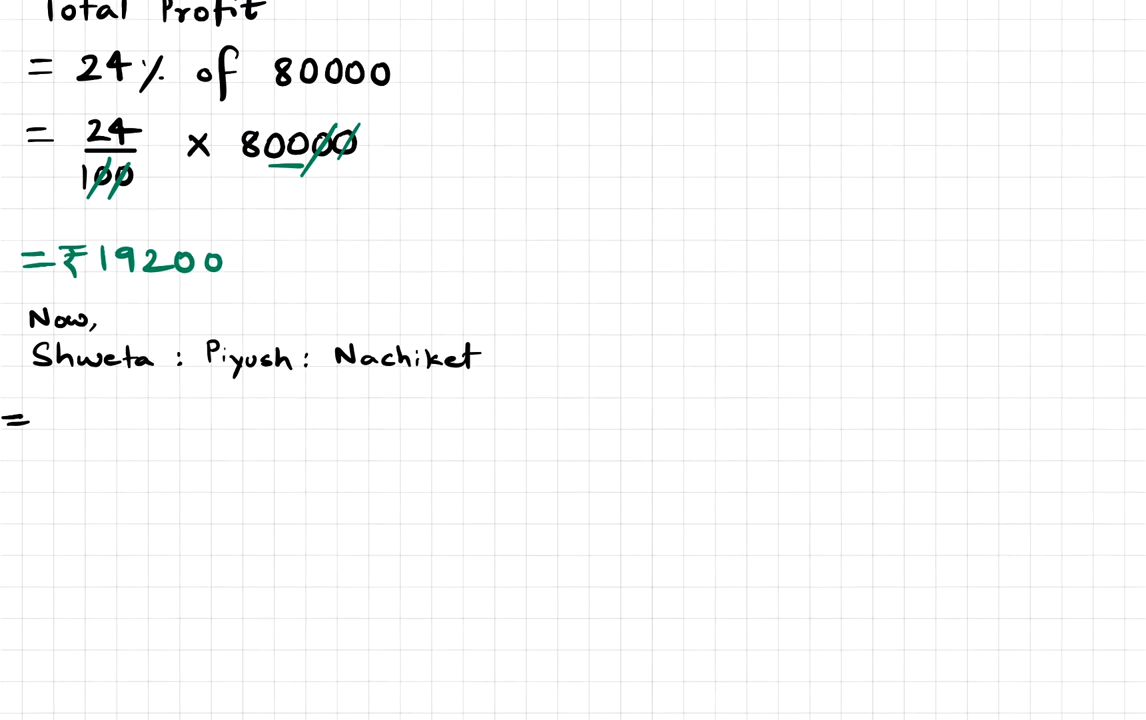 Total Profit
= 24% of 80000
= 24/100 × 80000
= ₹19200
Now,
Shweta : Piyush : Nachiket
=